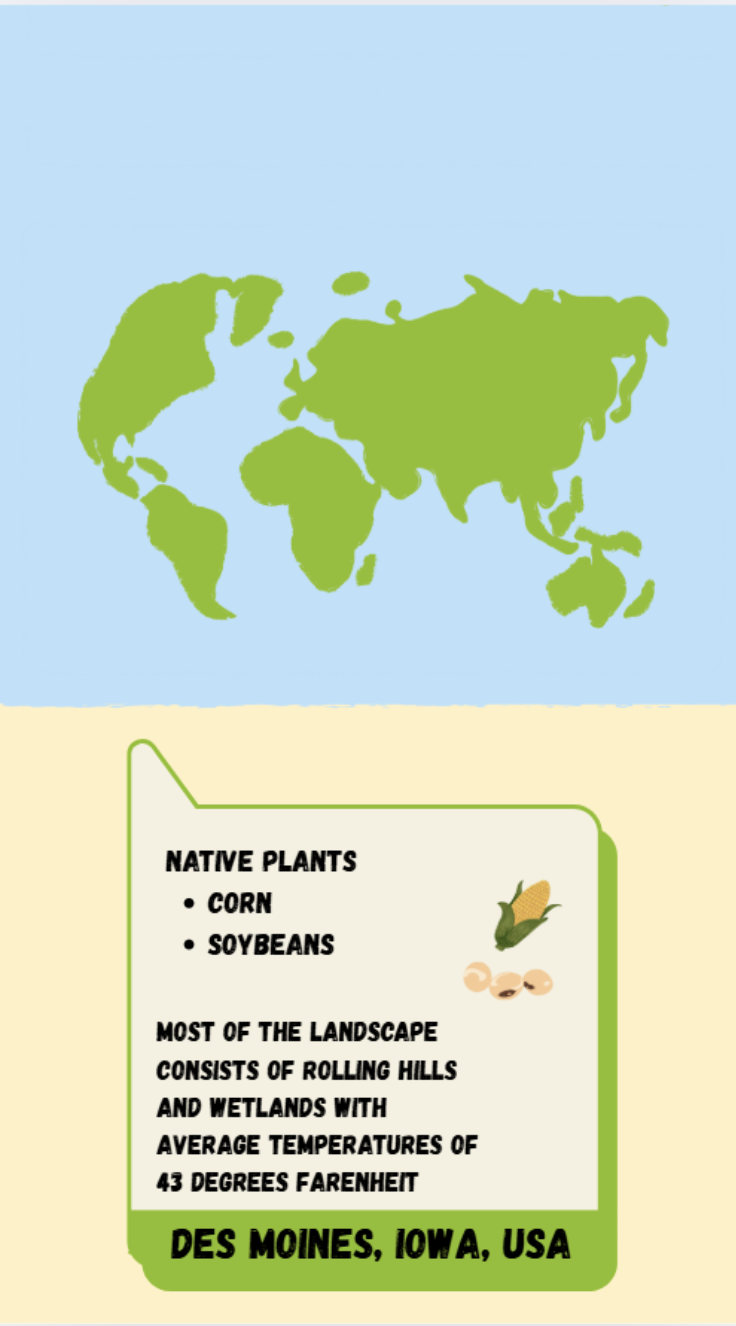 NATIVE PLANTS
• CORN
• SOYBEANS
MOST OF THE LANDSCAPE
CONSISTS OF ROLLING HILLS
AND WETLANDS WITH
AVERAGE TEMPERATURES OF
43 DEGREES FARENHEIT
DES MOINES, IOWA, USA